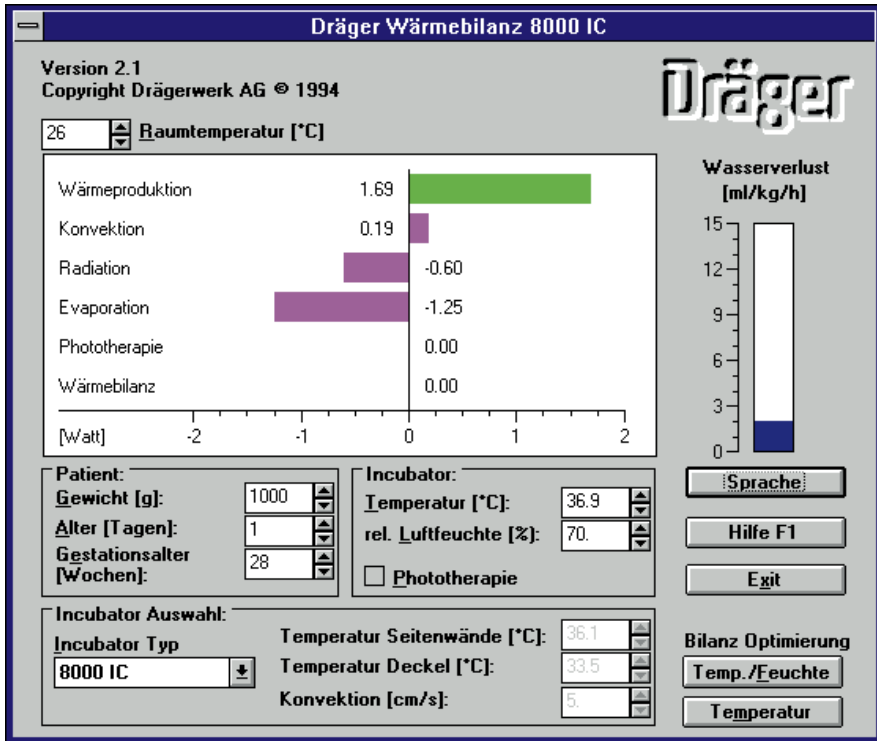 Dräger Wärmebilanz 8000 IC
Version 2.1
Copyright Drägerwerk AG © 1994
Dräger
26 Raumtemperatur [°C]
Wärmeproduktion 1.69
Konvektion 0.19
Radiation -0.60
Evaporation -1.25
Phototherapie 0.00
Wärmebilanz 0.00
[Watt] -2 -1 0 1 2
Wasserverlust
[ml/kg/h]
15
12
9
6
3
0
Patient:
Gewicht [g]: 1000
Alter [Tagen]: 1
Gestationsalter
[Wochen]: 28
Incubator:
Temperatur [°C]: 36.9
rel. Luftfeuchte [%]: 70.
Phototherapie
Sprache
Hilfe F1
Exit
Incubator Auswahl:
Incubator Typ
8000 IC
Temperatur Seitenwände [°C]: 36.1
Temperatur Deckel [°C]: 33.5
Konvektion [cm/s]: 5.
Bilanz Optimierung
Temp./Feuchte
Temperatur